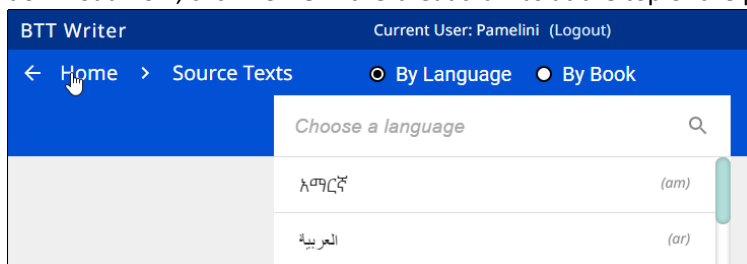 BTT Writer Current User: Pamelini (Logout)
← Home > Source Texts By Language By Book
Choose a language
አማርኛ (am)
العربية (ar)